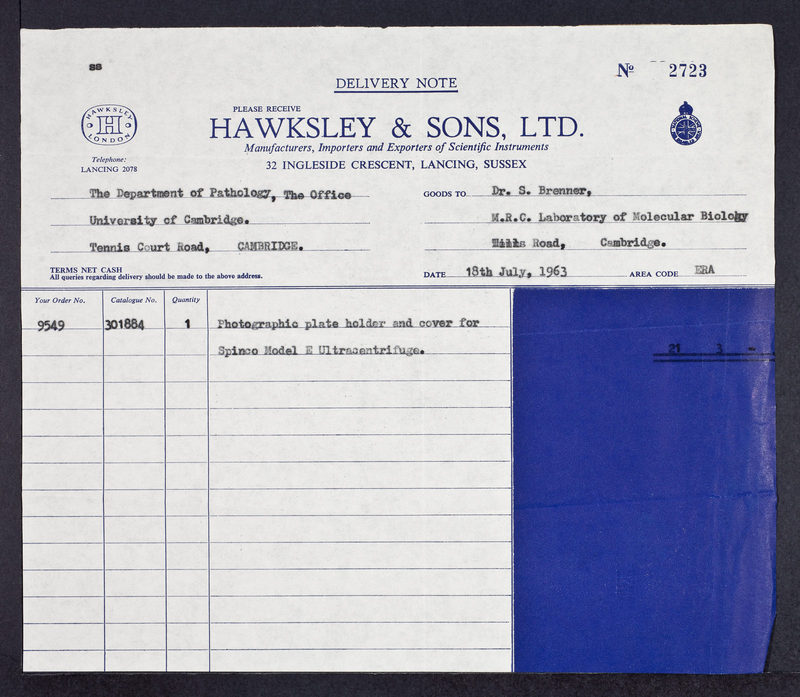 ss
DELIVERY NOTE
No 2723
HAWKSLEY
H
LONDON
PLEASE RECEIVE
HAWKSLEY & SONS, LTD.
Manufacturers, Importers and Exporters of Scientific Instruments
32 INGLESIDE CRESCENT, LANCING, SUSSEX
Telephone:
LANCING 2078
The Department of Pathology, The Office
University of Cambridge.
Tennis Court Road, CAMBRIDGE.
GOODS TO Dr. S. Brenner,
M.R.C. Laboratory of Molecular Biology
Hills Road, Cambridge.
TERMS NET CASH
All queries regarding delivery should be made to the above address.
DATE 18th July, 1963 AREA CODE ERA
Your Order No. Catalogue No. Quantity
9549 301884 1 Photographic plate holder and cover for
Spinco Model E Ultracentrifuge.
21 3 -